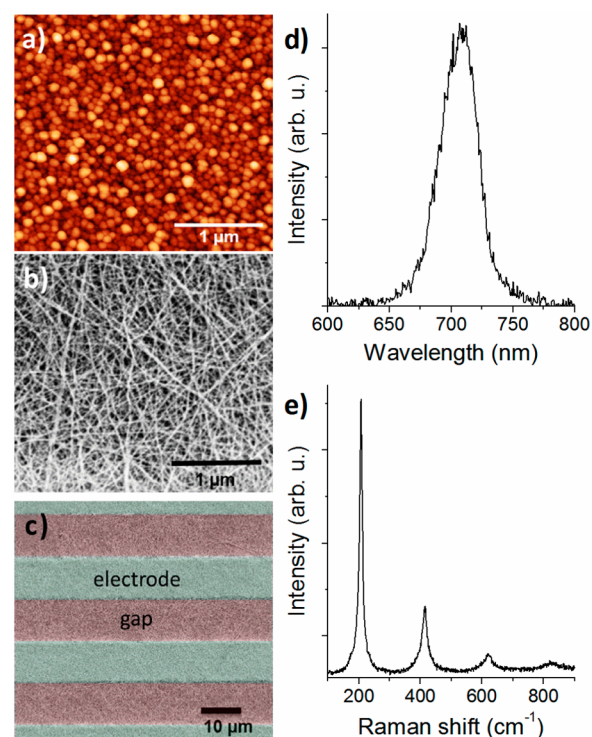 a)
1 µm
b)
1 µm
c)
electrode
gap
10 µm
d)
Intensity (arb. u.)
600 650 700 750 800
Wavelength (nm)
e)
Intensity (arb. u.)
200 400 600 800
Raman shift (cm⁻¹)